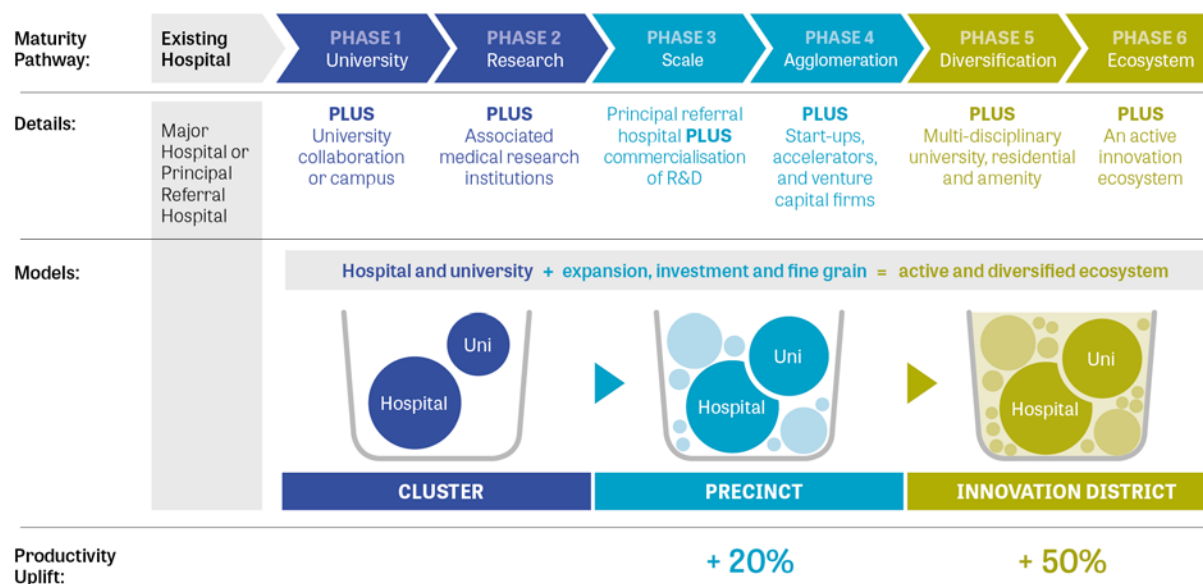 Maturity
Pathway:
Existing
Hospital
PHASE 1
University
PHASE 2
Research
PHASE 3
Scale
PHASE 4
Agglomeration
PHASE 5
Diversification
PHASE 6
Ecosystem
Details:
Major
Hospital or
Principal
Referral
Hospital
PLUS
University
collaboration
or campus
PLUS
Associated
medical research
institutions
Principal referral
hospital PLUS
commercialisation
of R&D
PLUS
Start-ups,
accelerators,
and venture
capital firms
PLUS
Multi-disciplinary
university, residential
and amenity
PLUS
An active
innovation
ecosystem
Models:
Hospital and university + expansion, investment and fine grain = active and diversified ecosystem
Uni
Hospital
Uni
Hospital
Uni
Hospital
CLUSTER
PRECINCT
INNOVATION DISTRICT
Productivity
Uplift:
+ 20%
+ 50%